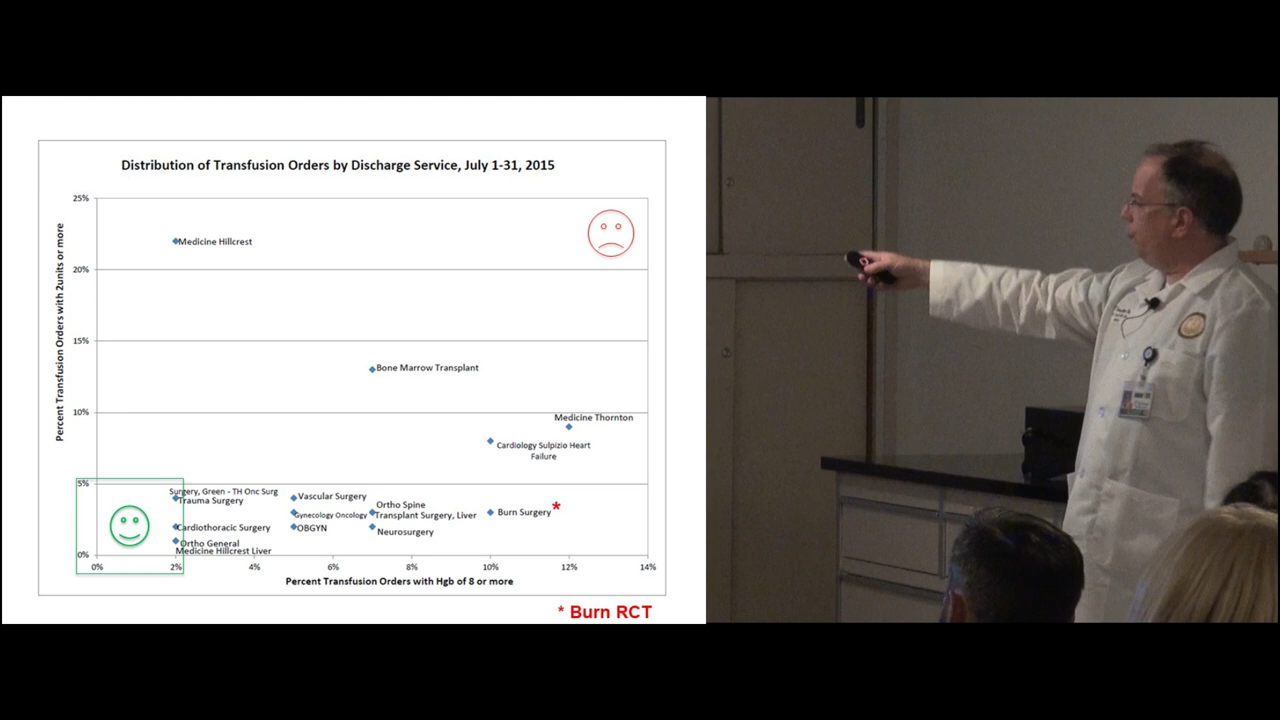 Distribution of Transfusion Orders by Discharge Service, July 1-31, 2015
Percent Transfusion Orders with 2units or more
25%
20%
15%
10%
5%
0%
Medicine Hillcrest
Bone Marrow Transplant
Medicine Thornton
Cardiology Sulpizio Heart
Failure
Surgery, Green - TH Onc Surg
Trauma Surgery
Vascular Surgery
Ortho Spine
Gynecology Oncology
Transplant Surgery, Liver
Burn Surgery *
Cardiothoracic Surgery
OBGYN
Neurosurgery
Ortho General
Medicine Hillcrest Liver
0% 2% 4% 6% 8% 10% 12% 14%
Percent Transfusion Orders with Hgb of 8 or more
* Burn RCT